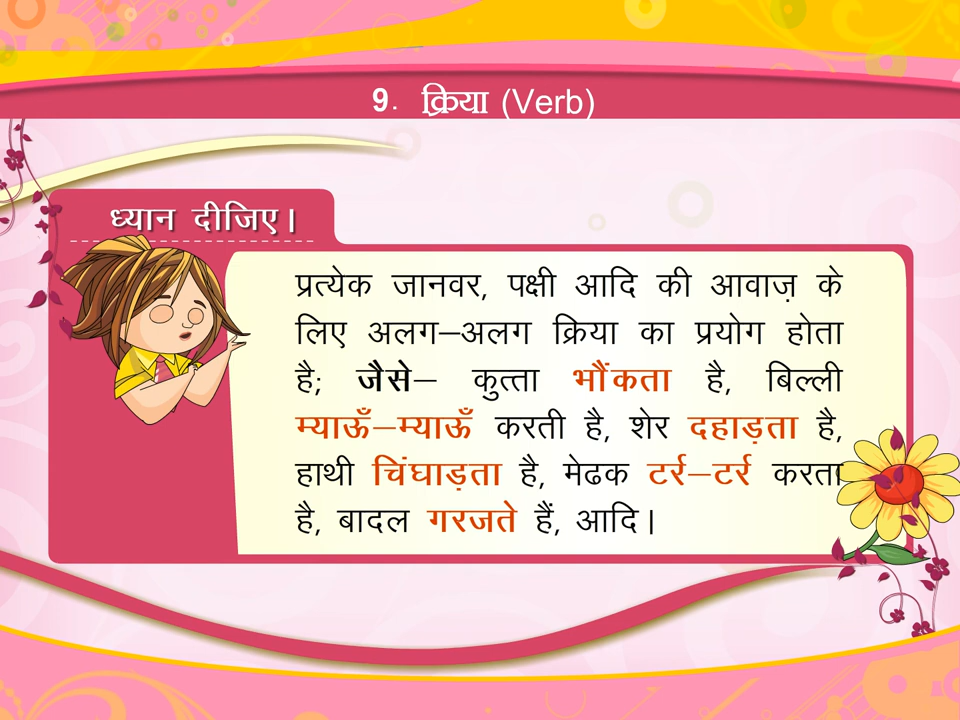 9. क्रिया (Verb)
ध्यान दीजिए।
प्रत्येक जानवर, पक्षी आदि की आवाज़ के
लिए अलग–अलग क्रिया का प्रयोग होता
है; जैसे– कुत्ता भौंकता है, बिल्ली
म्याऊँ–म्याऊँ करती है, शेर दहाड़ता है,
हाथी चिंघाड़ता है, मेढक टर्र–टर्र करता
है, बादल गरजते हैं, आदि।